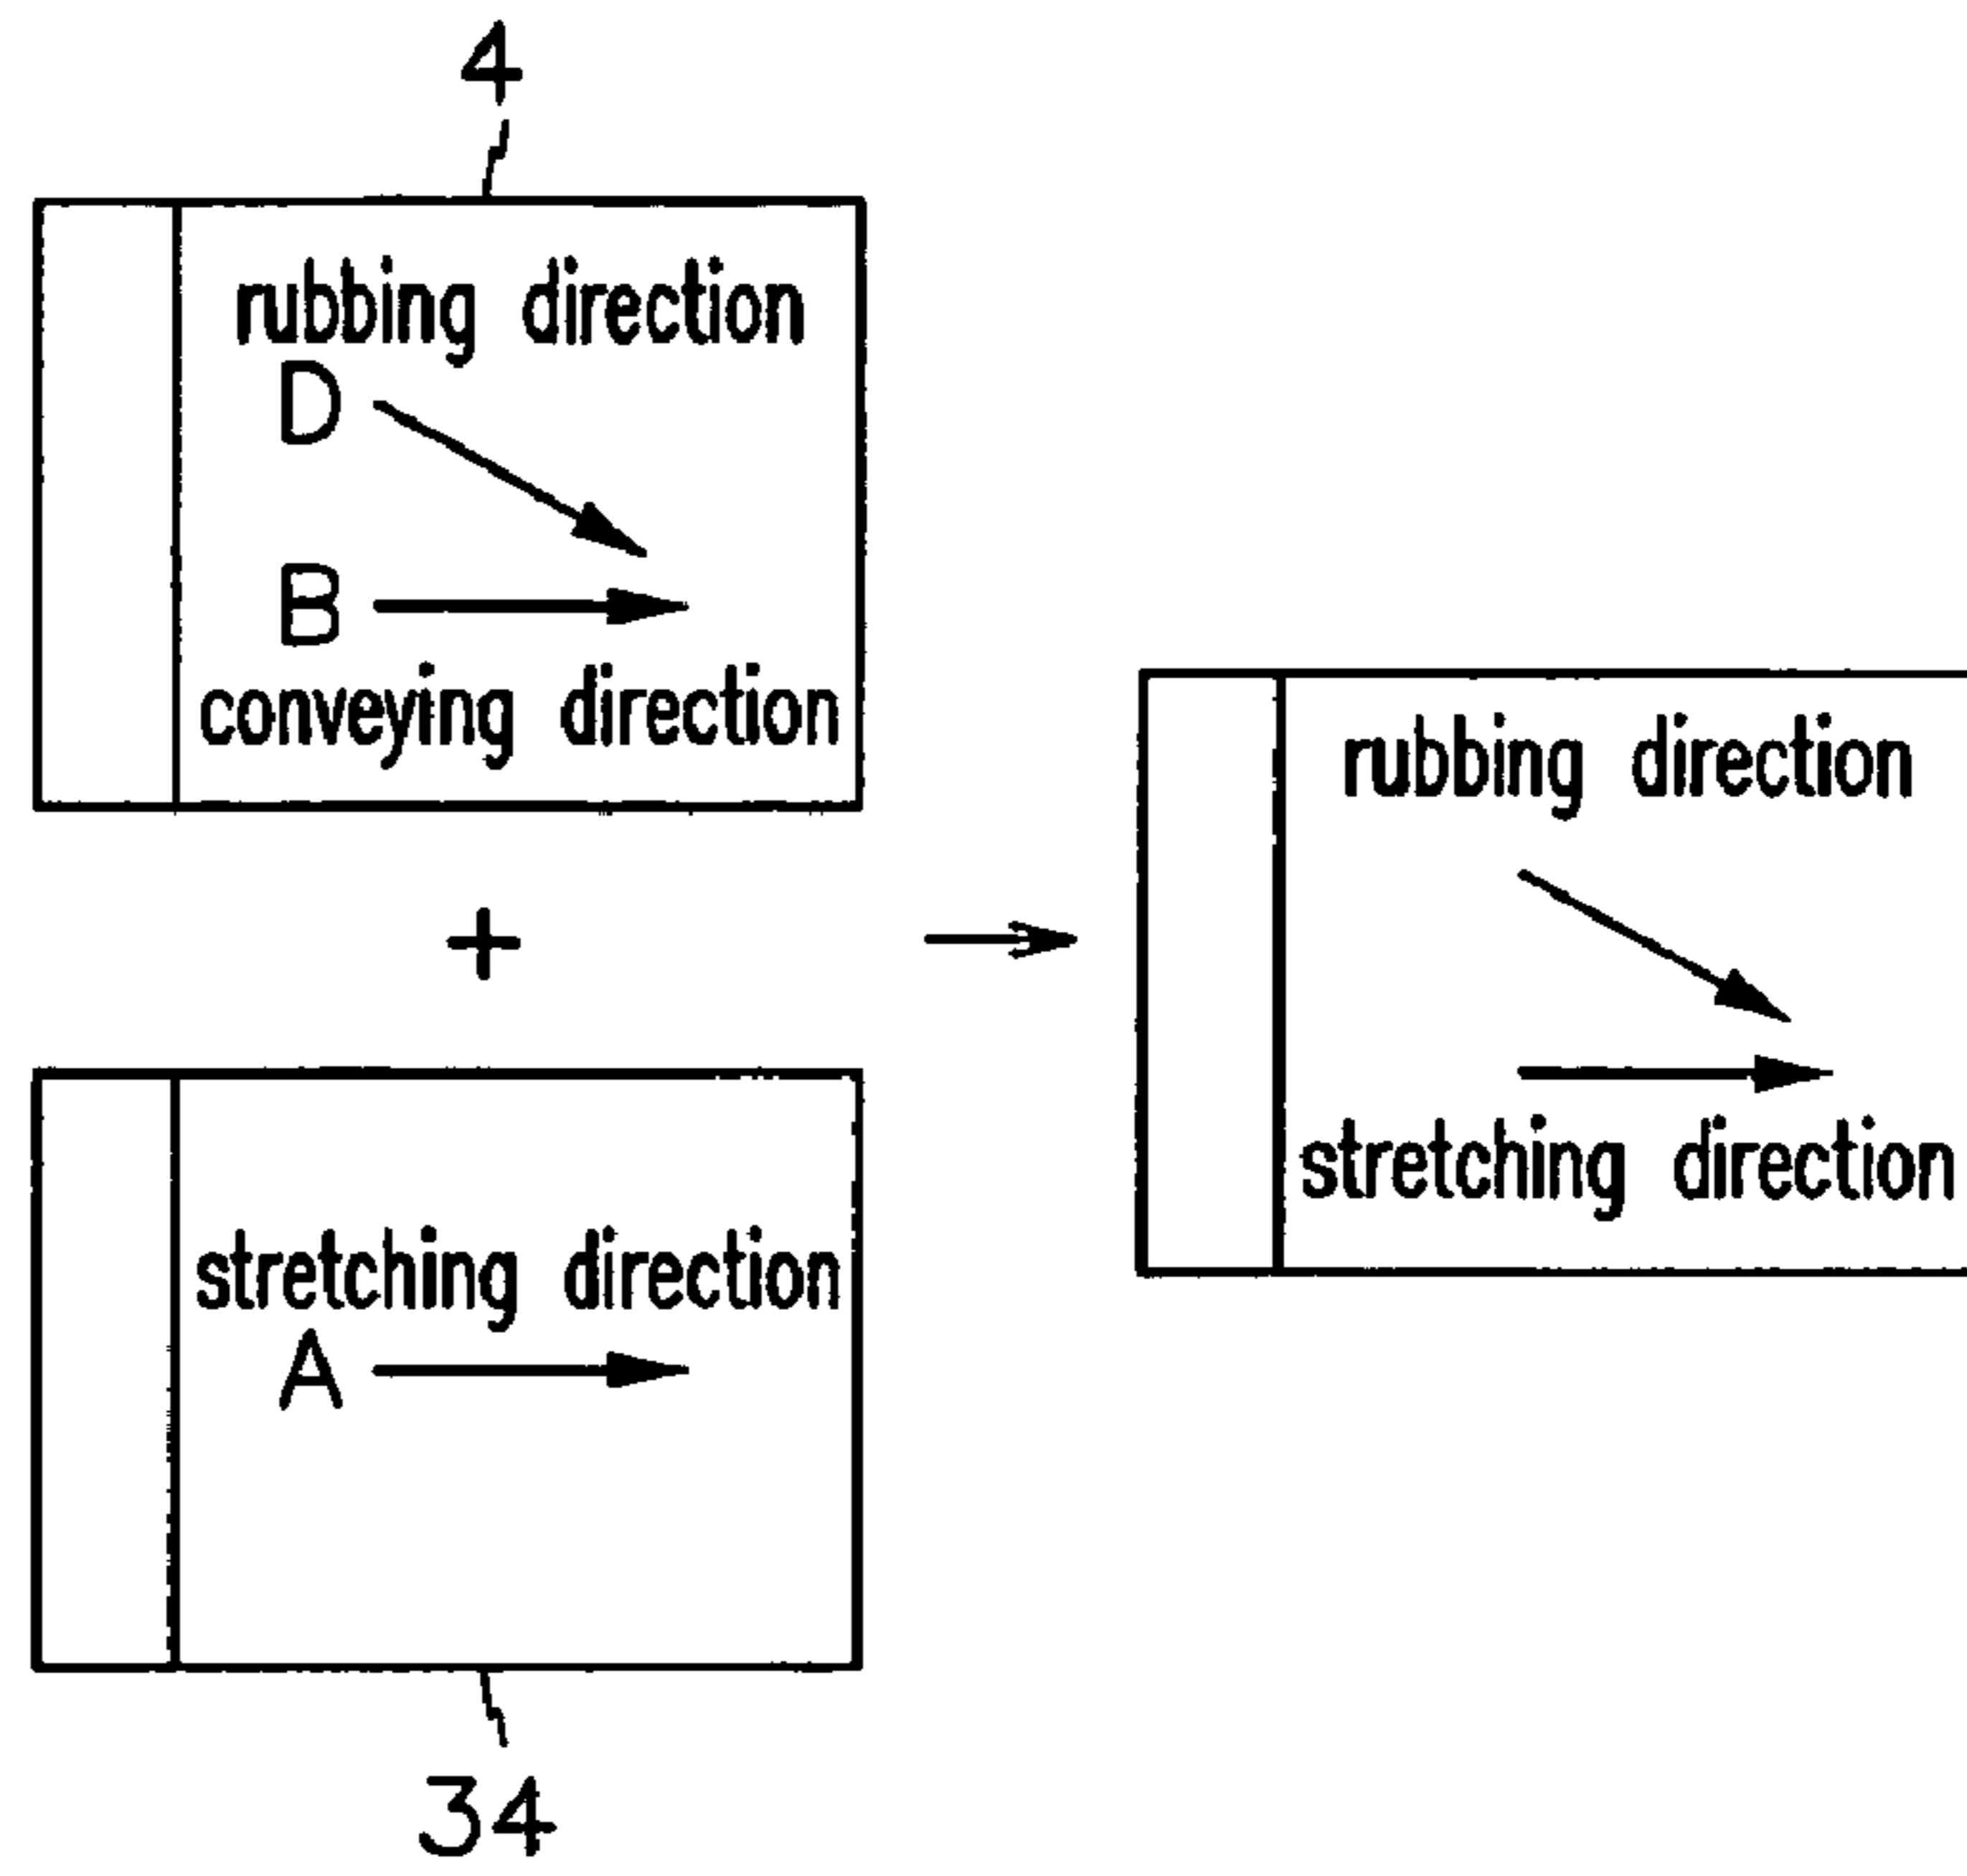 4
rubbing direction
D
B
conveying direction
+
stretching direction
A
34
rubbing direction
stretching direction